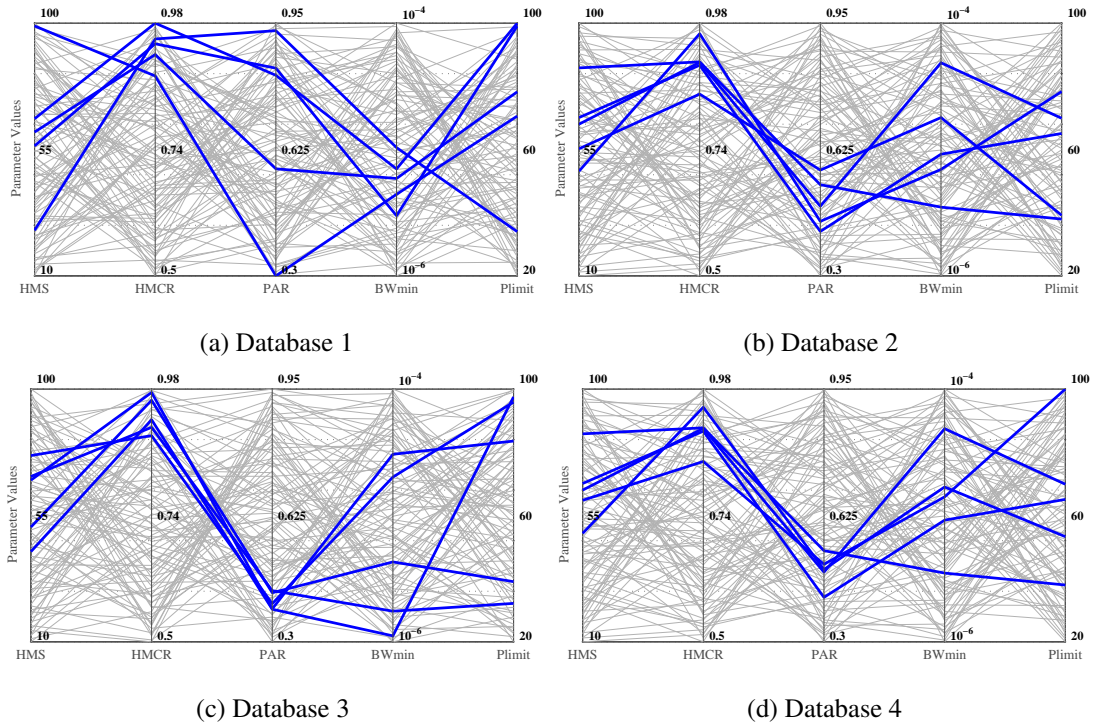 100 0.98 0.95 10-4 100
Parameter Values
55 0.74 0.625 60
10 0.5 0.3 10-6 20
HMS HMCR PAR BWmin Plimit
(a) Database 1
100 0.98 0.95 10-4 100
Parameter Values
55 0.74 0.625 60
10 0.5 0.3 10-6 20
HMS HMCR PAR BWmin Plimit
(b) Database 2
100 0.98 0.95 10-4 100
Parameter Values
55 0.74 0.625 60
10 0.5 0.3 10-6 20
HMS HMCR PAR BWmin Plimit
(c) Database 3
100 0.98 0.95 10-4 100
Parameter Values
55 0.74 0.625 60
10 0.5 0.3 10-6 20
HMS HMCR PAR BWmin Plimit
(d) Database 4